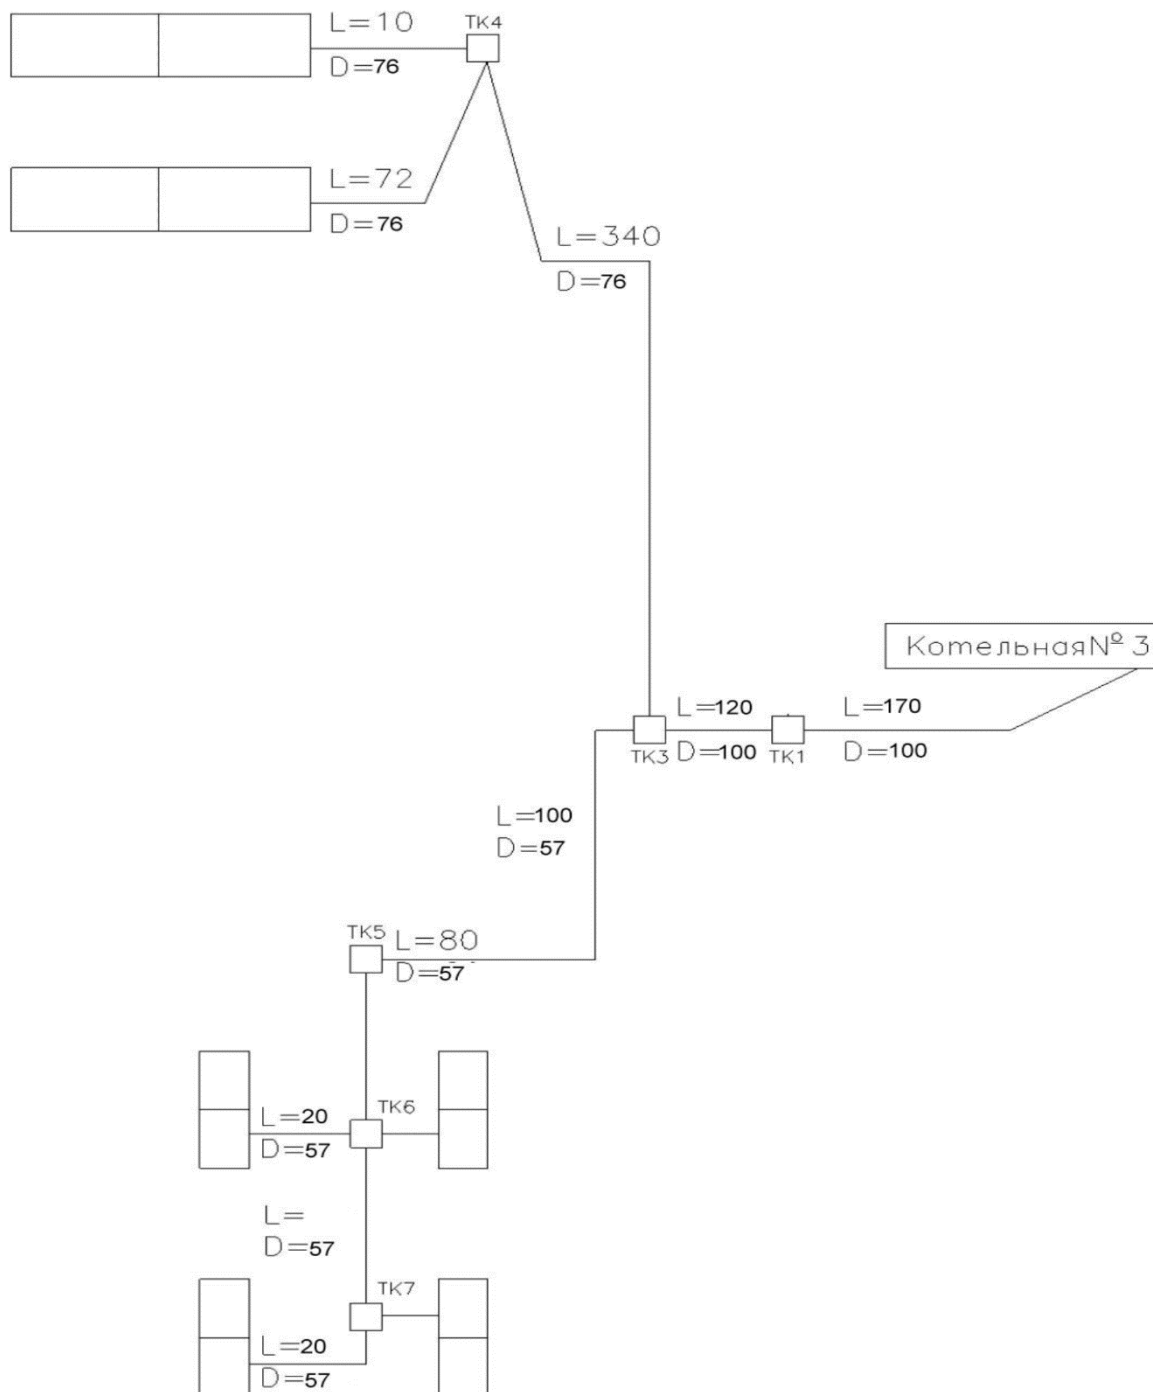 L=10
TK4
D=76
L=72
D=76
L=340
D=76
Котельная№ 3
L=120
L=170
TK3
D=100
TK1
D=100
L=100
D=57
TK5
L=80
D=57
TK6
L=20
D=57
L=
D=57
TK7
L=20
D=57